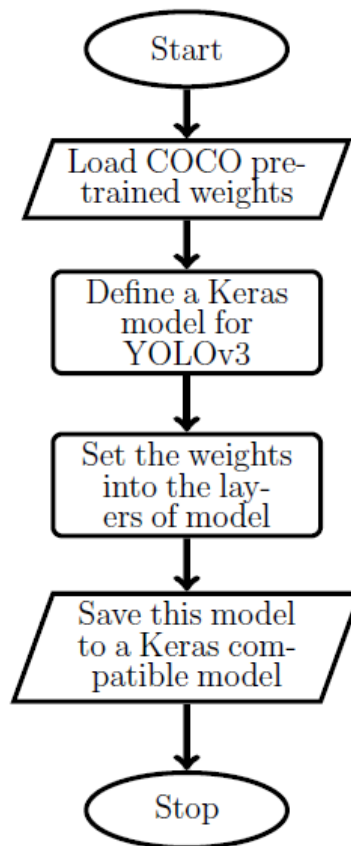 Start
Load COCO pre-
trained weights
Define a Keras
model for
YOLOv3
Set the weights
into the lay-
ers of model
Save this model
to a Keras com-
patible model
Stop